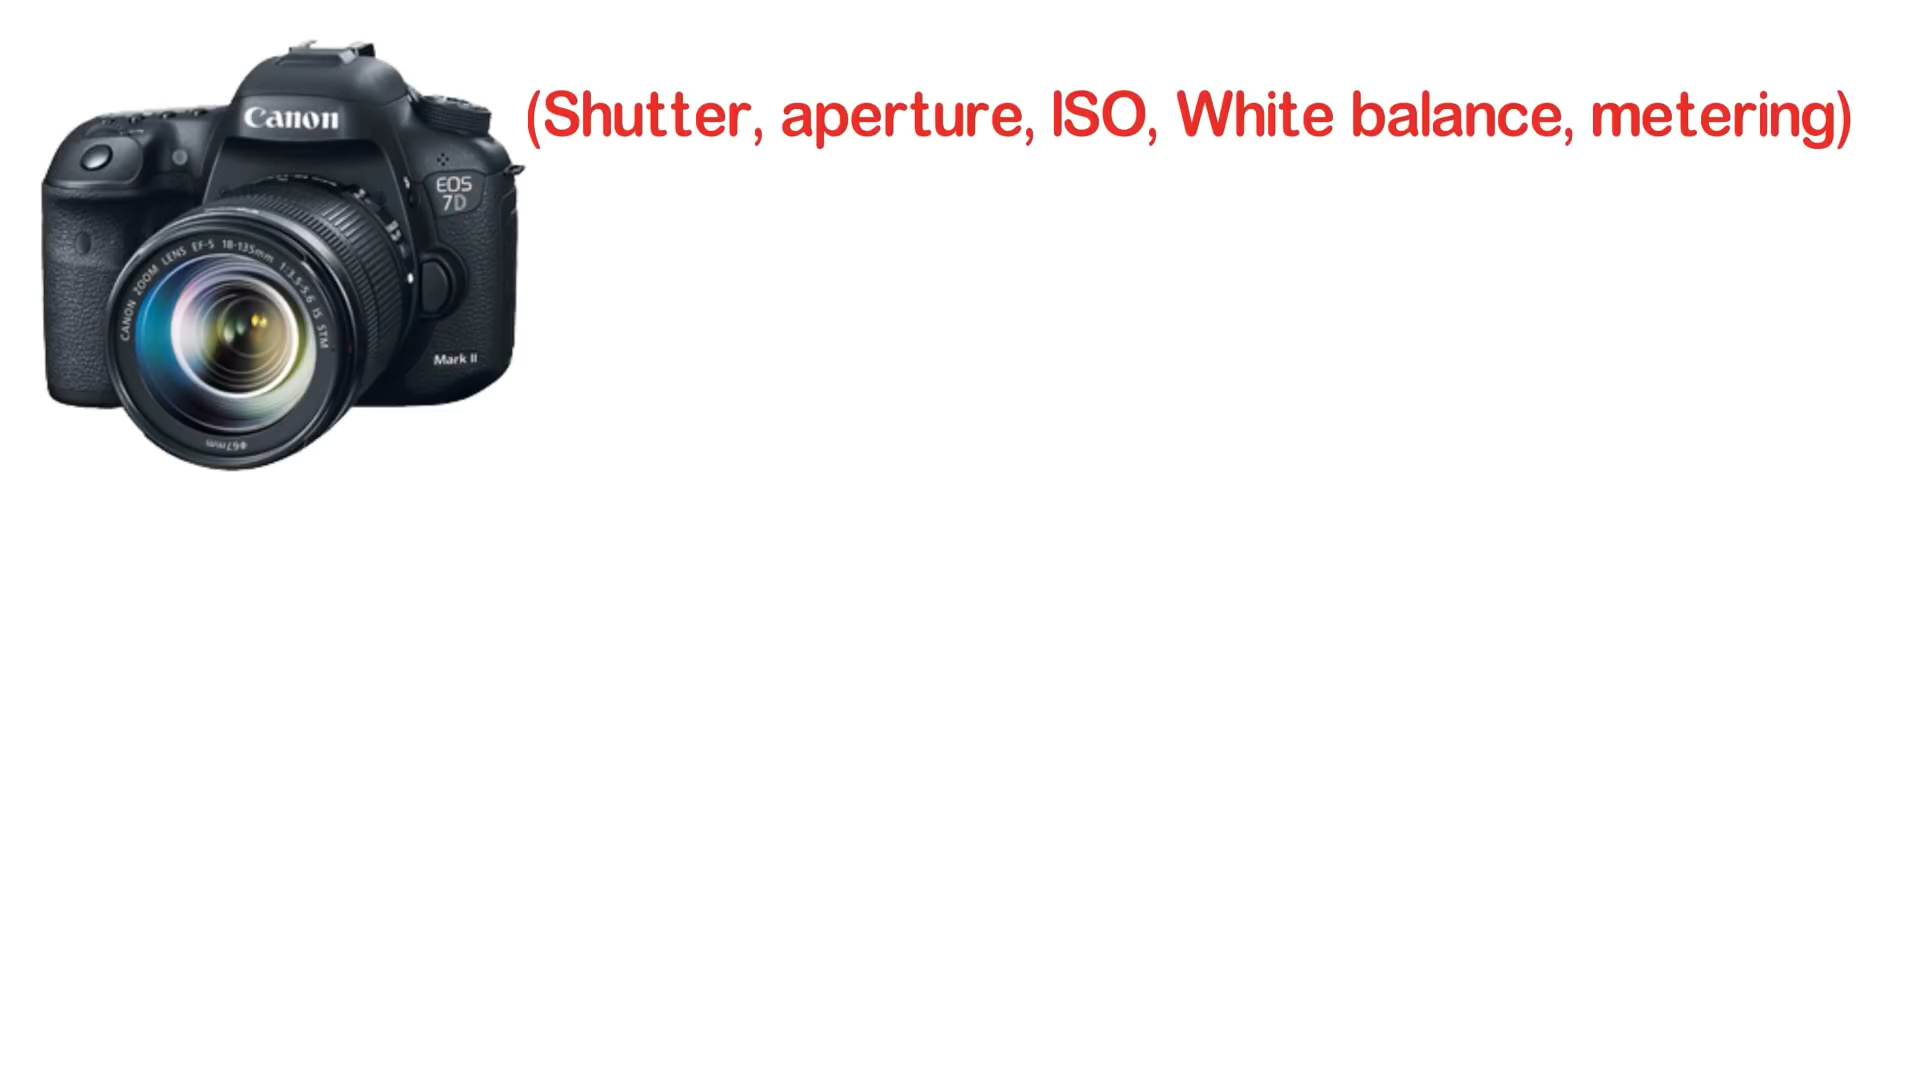 (Shutter, aperture, ISO, White balance, metering)
Canon
EOS
7D
CANON ZOOM LENS EF-S 18-135mm 1:3.5-5.6 IS STM
Mark II
Φ67mm